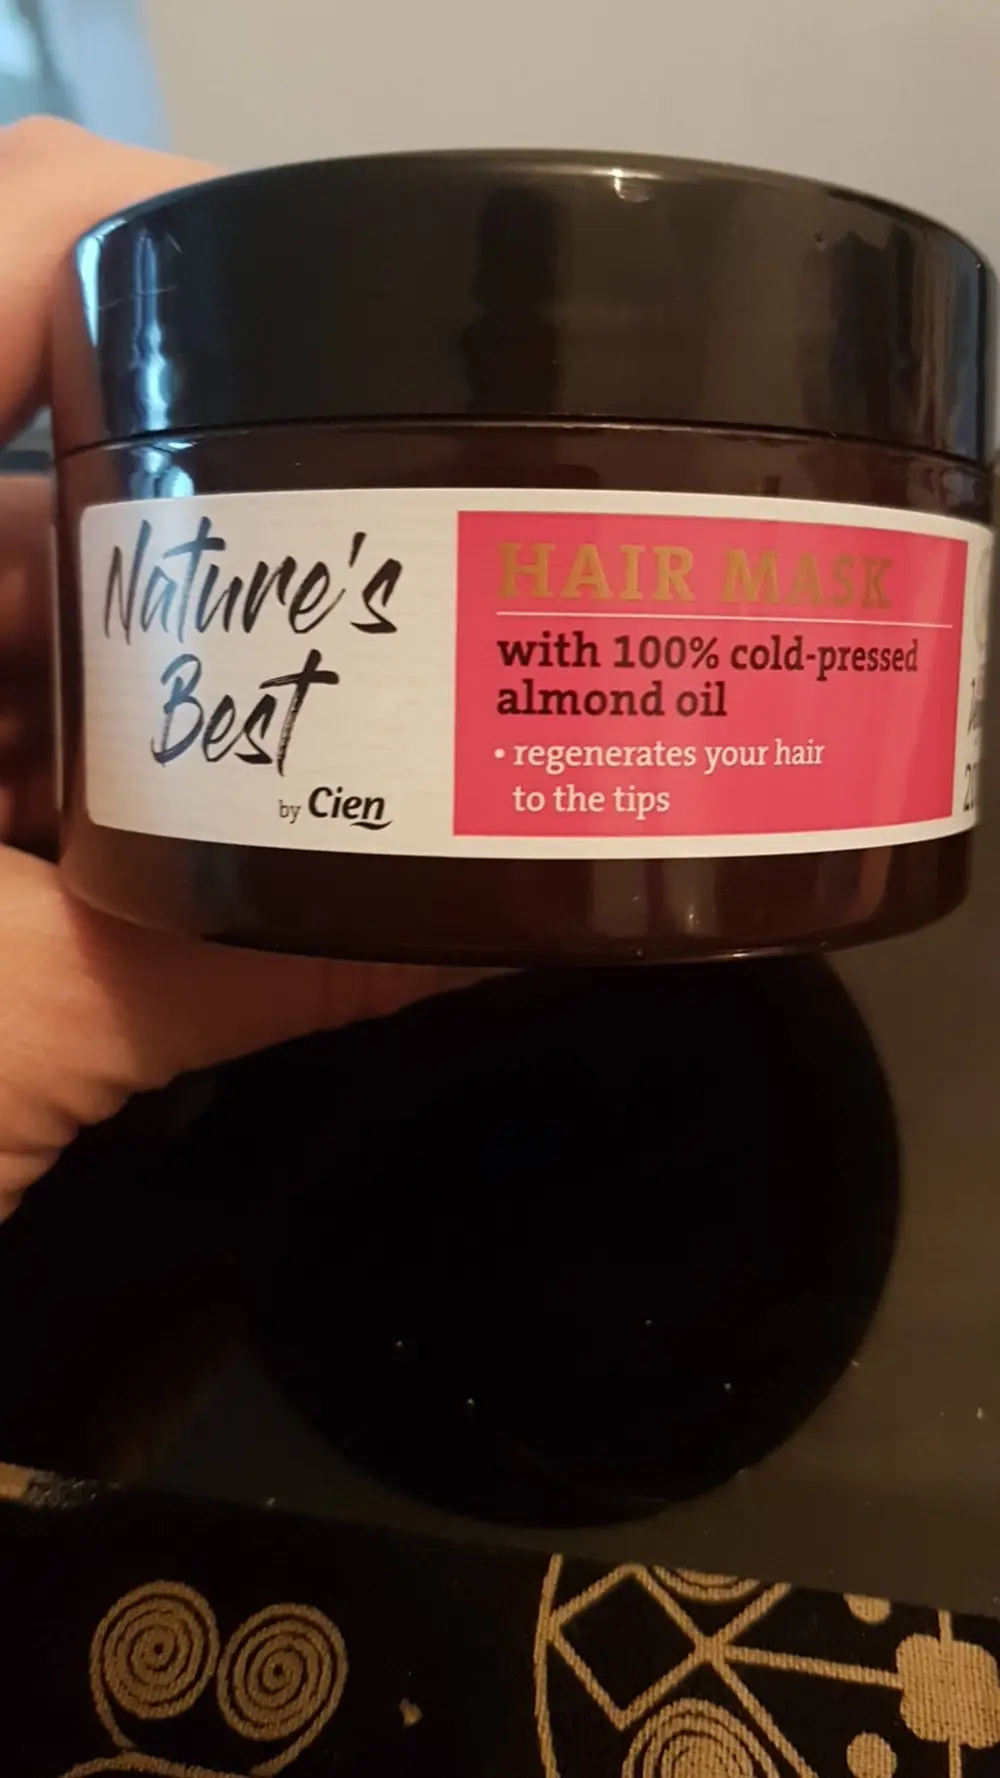 Nature's
Best
by Cien
HAIR MASK
with 100% cold-pressed
almond oil
• regenerates your hair
to the tips